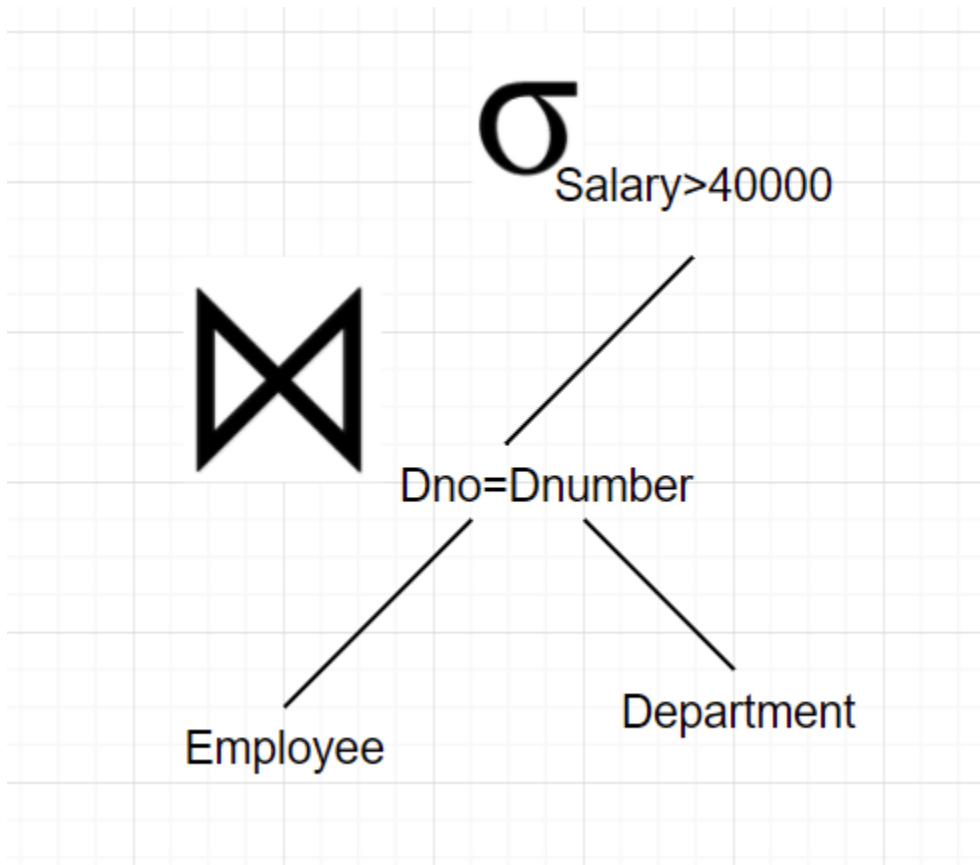 σ
Salary>40000
⋈
Dno=Dnumber
Employee
Department